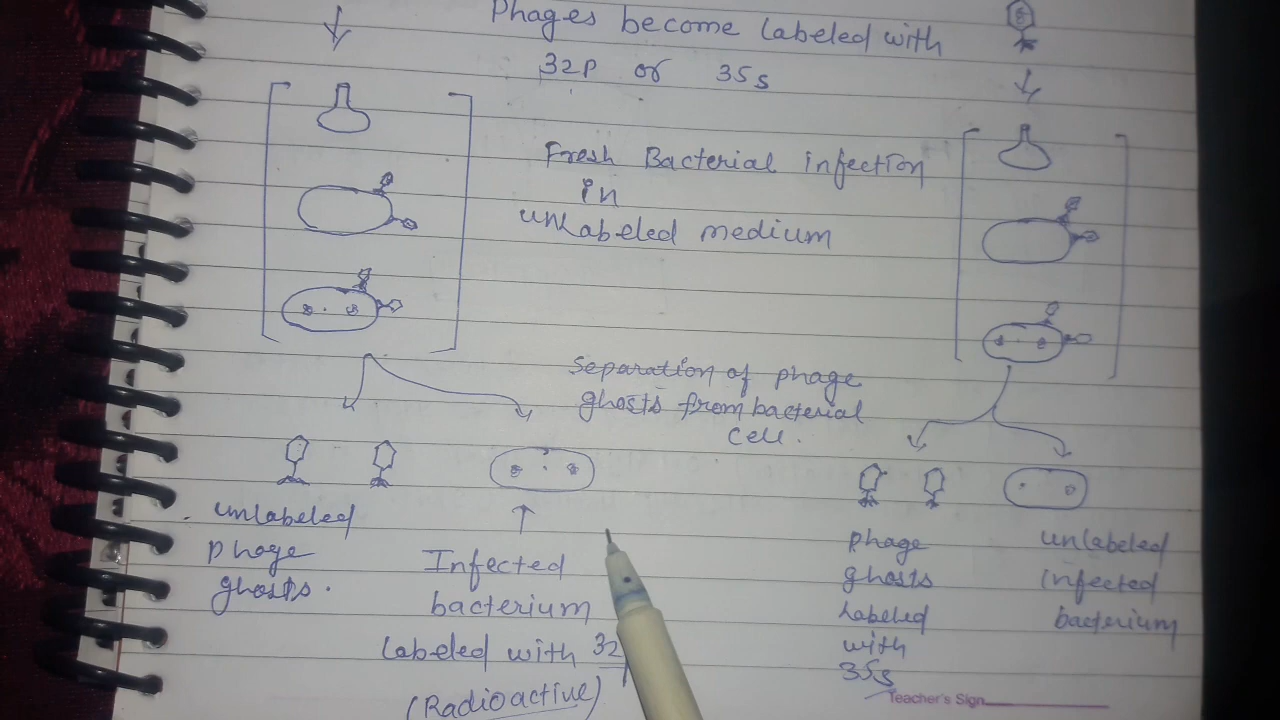 Phages become labeled with
32P or 35s
Fresh Bacterial infection
in
unlabeled medium
Separation of phage
ghosts from bacterial
cell.
unlabeled
phage
ghosts.
Infected
bacterium
labeled with 32
(Radioactive)
phage
ghosts
labeled
with
35s
unlabeled
infected
bacterium
Teacher's Sign